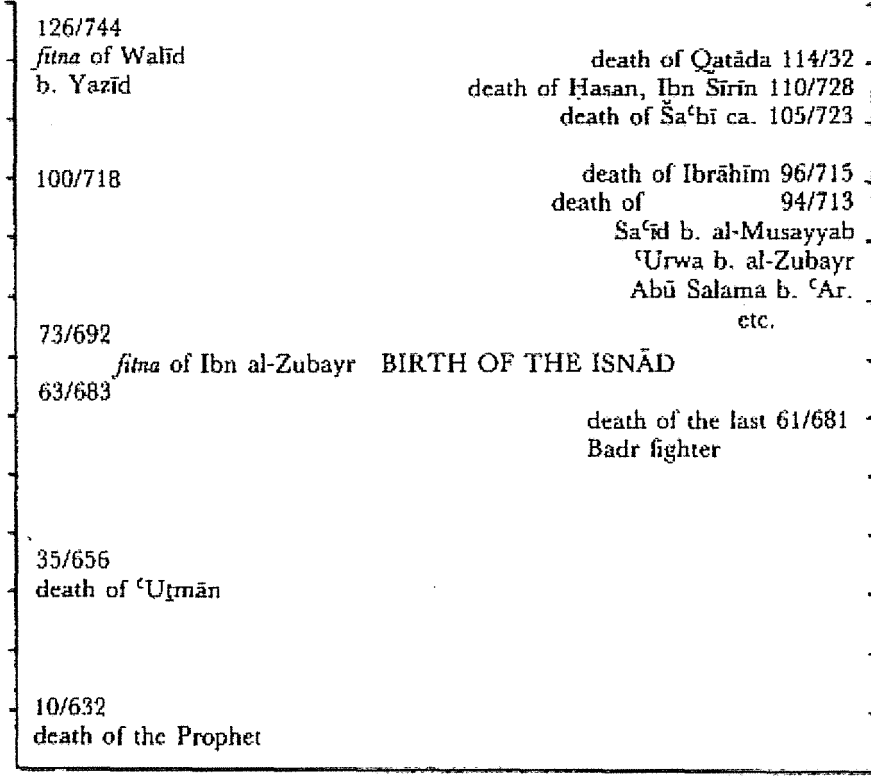 126/744
fitna of Walīd
b. Yazīd
death of Qatāda 114/32
death of Ḥasan, Ibn Sīrīn 110/728
death of Šaʿbī ca. 105/723
100/718
death of Ibrāhīm 96/715
death of 94/713
Saʿīd b. al-Musayyab
ʿUrwa b. al-Zubayr
Abū Salama b. ʿAr.
etc.
73/692
fitna of Ibn al-Zubayr BIRTH OF THE ISNĀD
63/683
death of the last 61/681
Badr fighter
35/656
death of ʿUṯmān
10/632
death of the Prophet